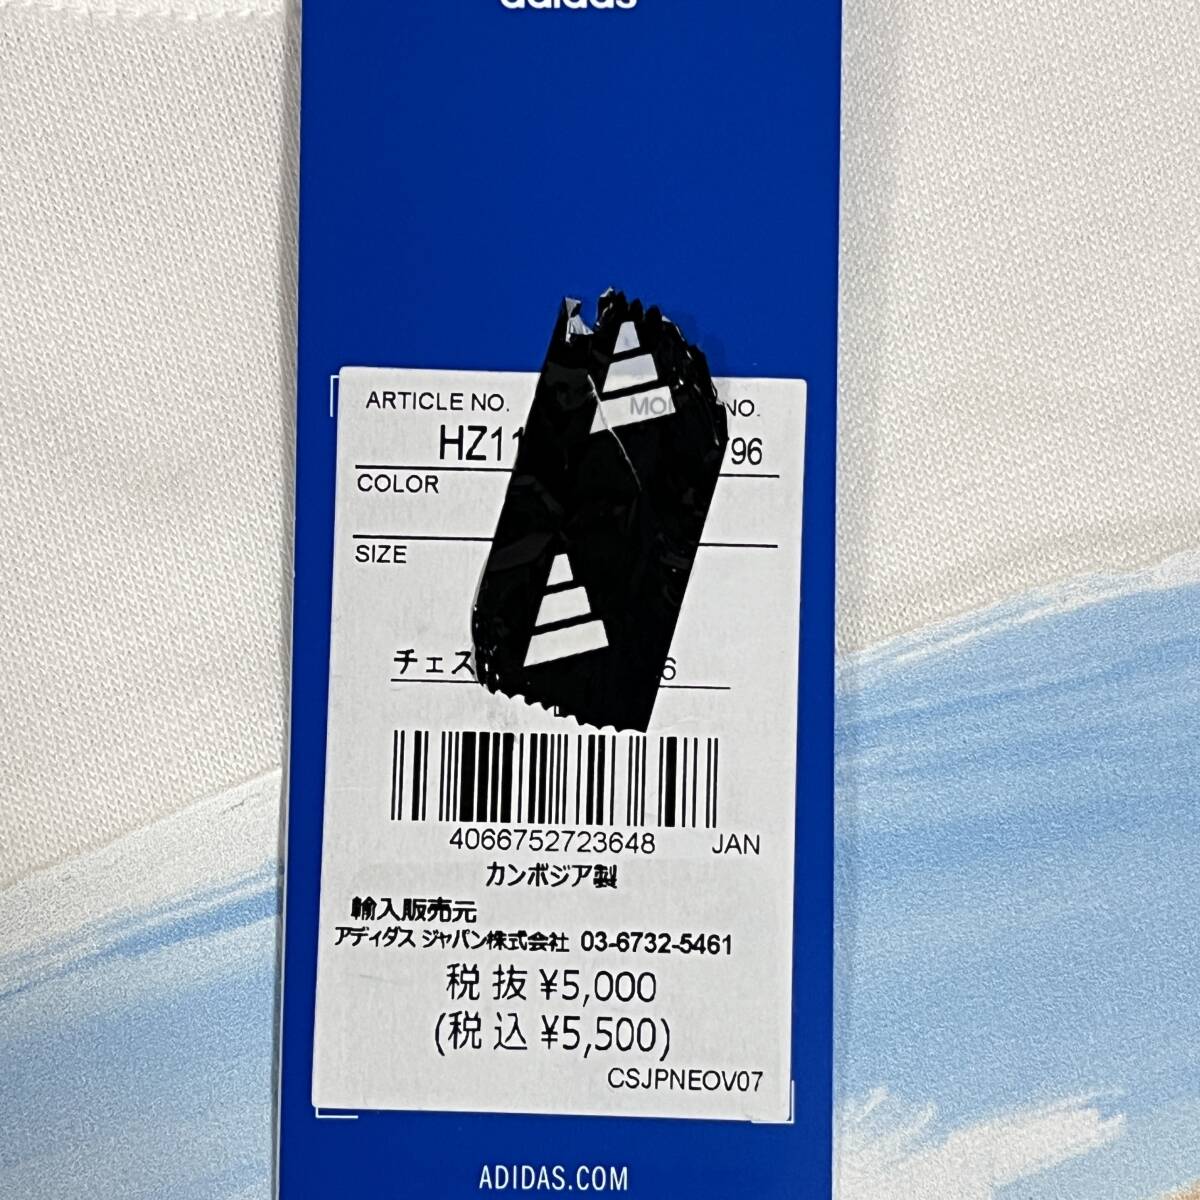 adidas
ARTICLE NO. NO.
HZ11 96
COLOR
SIZE
チェス 6
4066752723648 JAN
カンボジア製
輸入販売元
アディダス ジャパン株式会社 03-6732-5461
税 抜 ¥5,000
(税 込 ¥5,500)
CSJPNEOV07
ADIDAS.COM